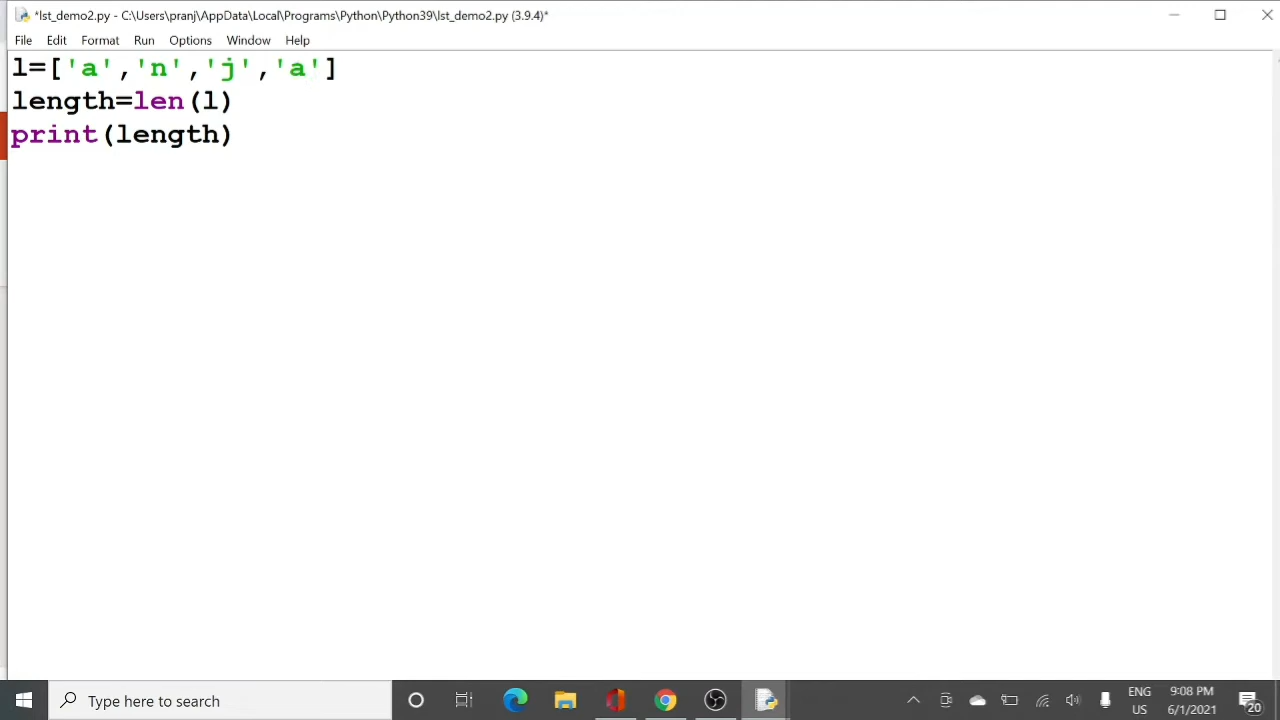 *lst_demo2.py - C:\Users\pranj\AppData\Local\Programs\Python\Python39\lst_demo2.py (3.9.4)*
File Edit Format Run Options Window Help
l=['a','n','j','a']
length=len(l)
print(length)
Type here to search
ENG
US
9:08 PM
6/1/2021
20